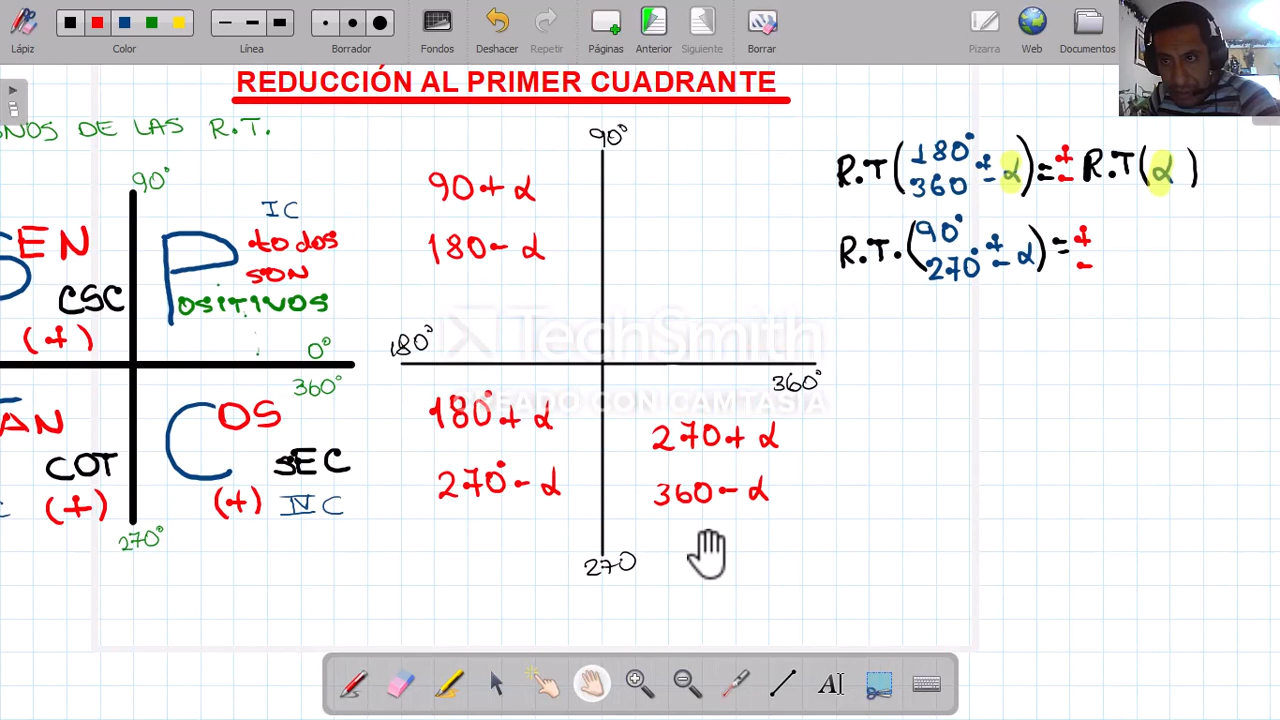 Lápiz
Color
Línea
Borrador
Fondos
Deshacer
Repetir
Páginas
Anterior
Siguiente
Borrar
Pizarra
Web
Documentos
REDUCCIÓN AL PRIMER CUADRANTE
NOS DE LAS R.T.
90°
SEN
CSC
(+)
IC
todos
SON
POSITIVOS
0°
360°
AN
COT
(+)
COS
SEC
(+)
IV C
270°
90°
90 + α
180 - α
180°
360°
180° + α
270° - α
270 + α
360 - α
270
R.T (180° 360 ± α) = ± R.T (α)
R.T. (90° 270° ± α) = ±
TechSmith
CREADO CON CAMTASIA